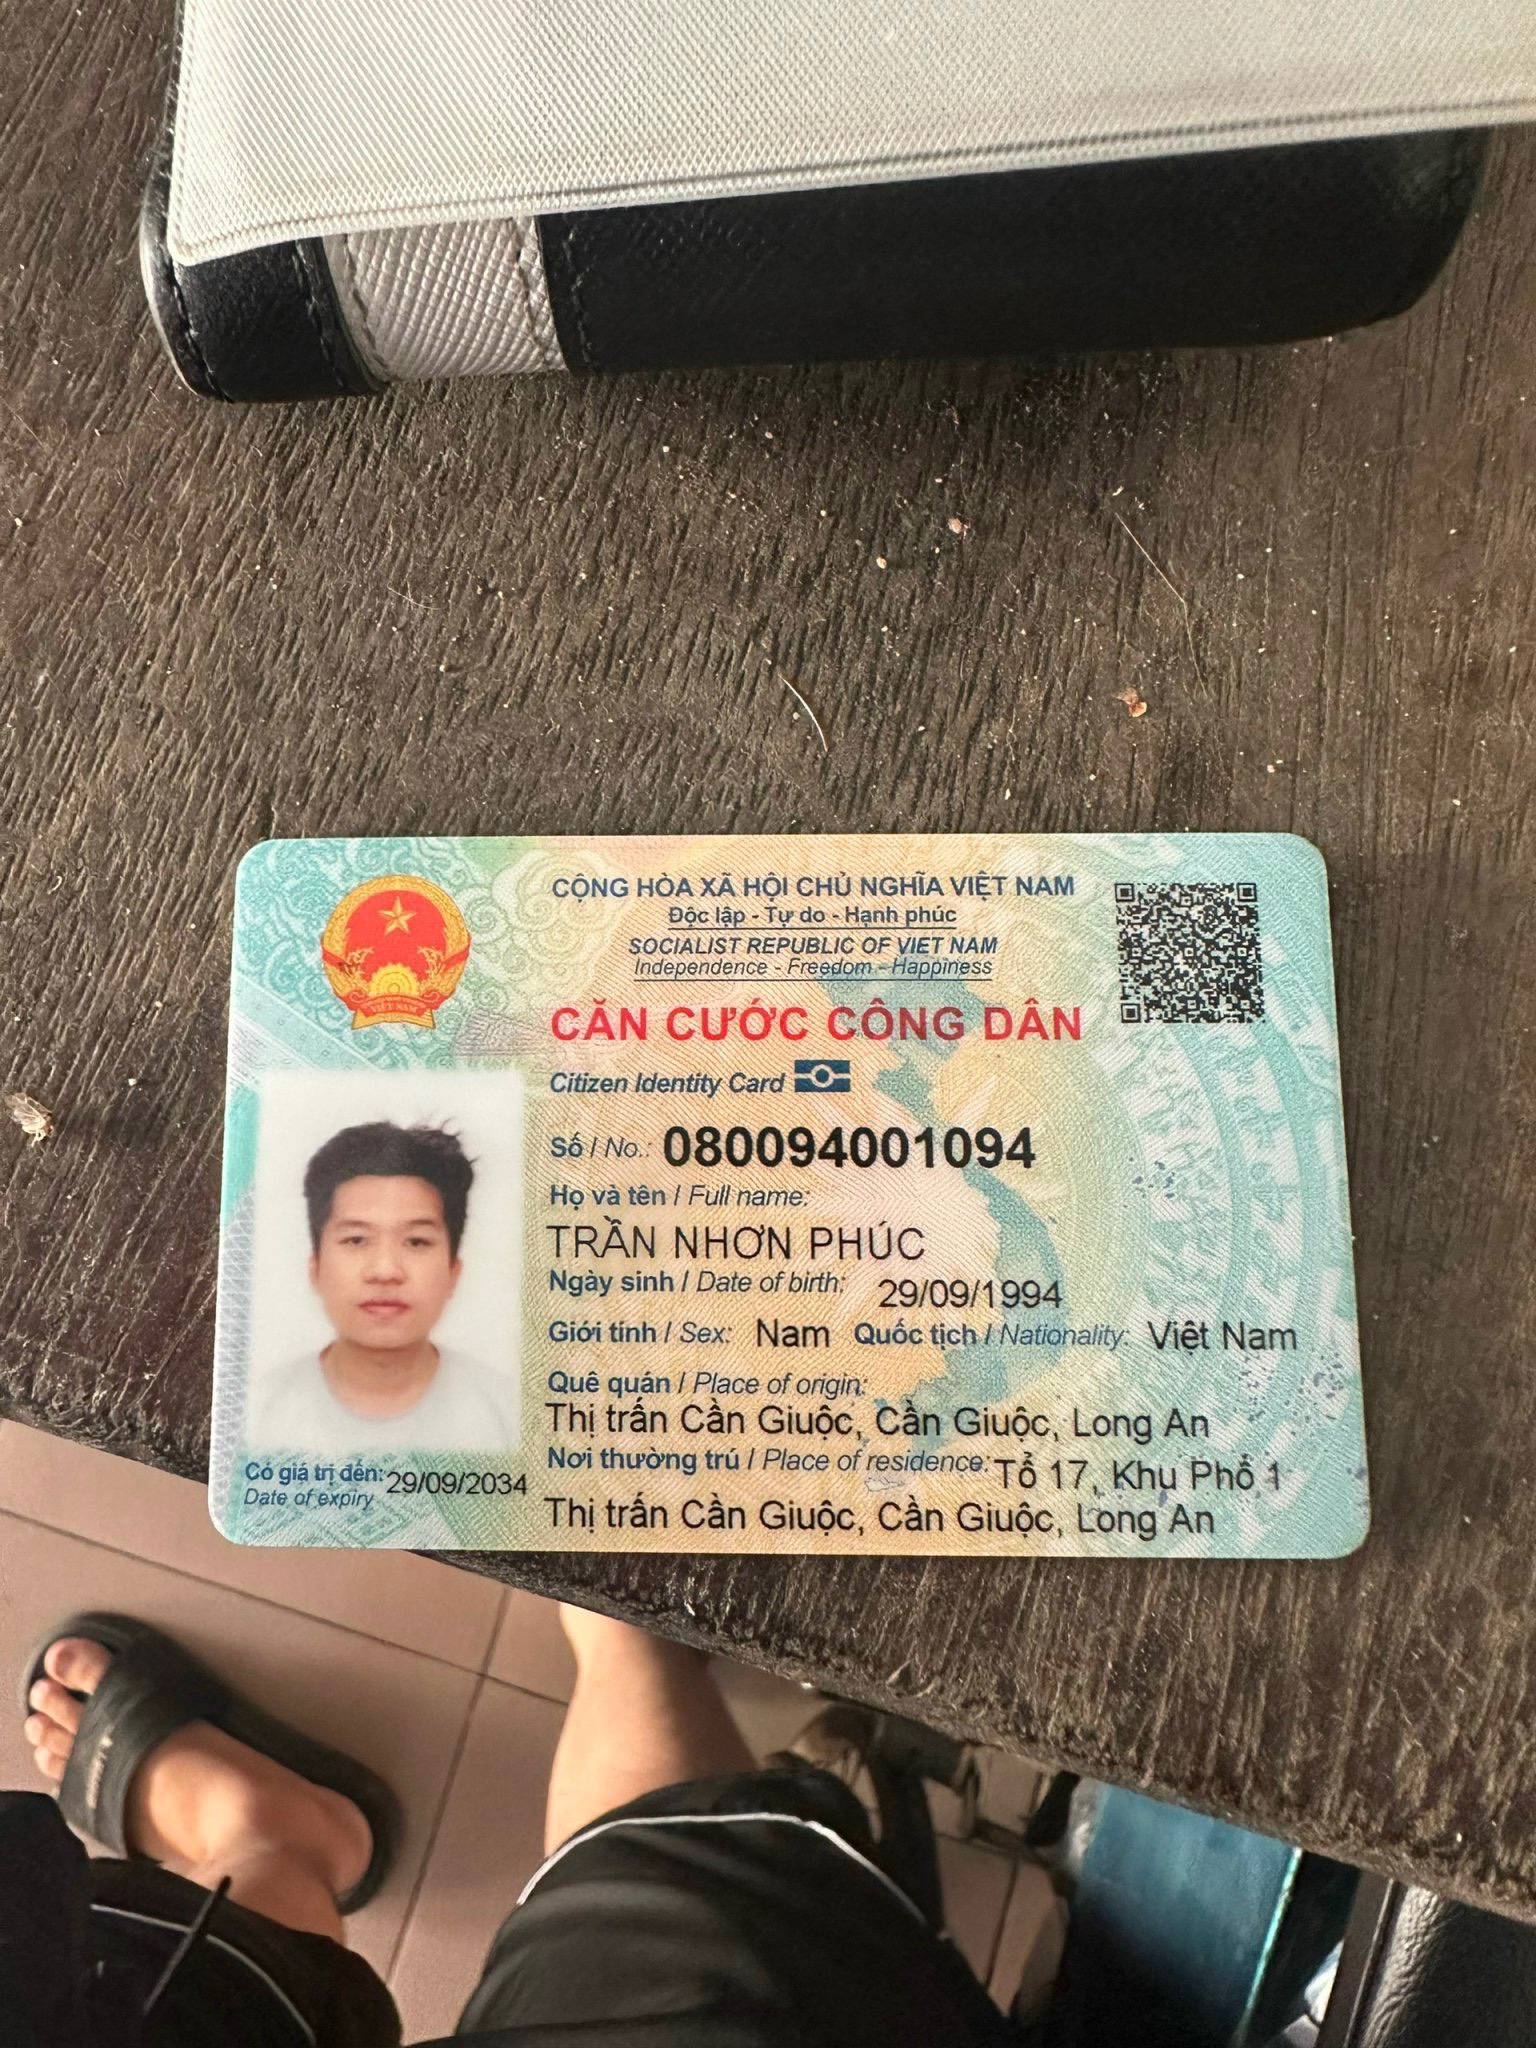 CỘNG HÒA XÃ HỘI CHỦ NGHĨA VIỆT NAM
Độc lập - Tự do - Hạnh phúc
SOCIALIST REPUBLIC OF VIET NAM
Independence - Freedom - Happiness
CĂN CƯỚC CÔNG DÂN
Citizen Identity Card
VIỆT NAM
Số / No.: 080094001094
Họ và tên / Full name:
TRẦN NHƠN PHÚC
Ngày sinh / Date of birth: 29/09/1994
Giới tính / Sex: Nam Quốc tịch / Nationality: Việt Nam
Quê quán / Place of origin:
Thị trấn Cần Giuộc, Cần Giuộc, Long An
Nơi thường trú / Place of residence: Tổ 17, Khu Phố 1
Thị trấn Cần Giuộc, Cần Giuộc, Long An
Có giá trị đến: 29/09/2034
Date of expiry